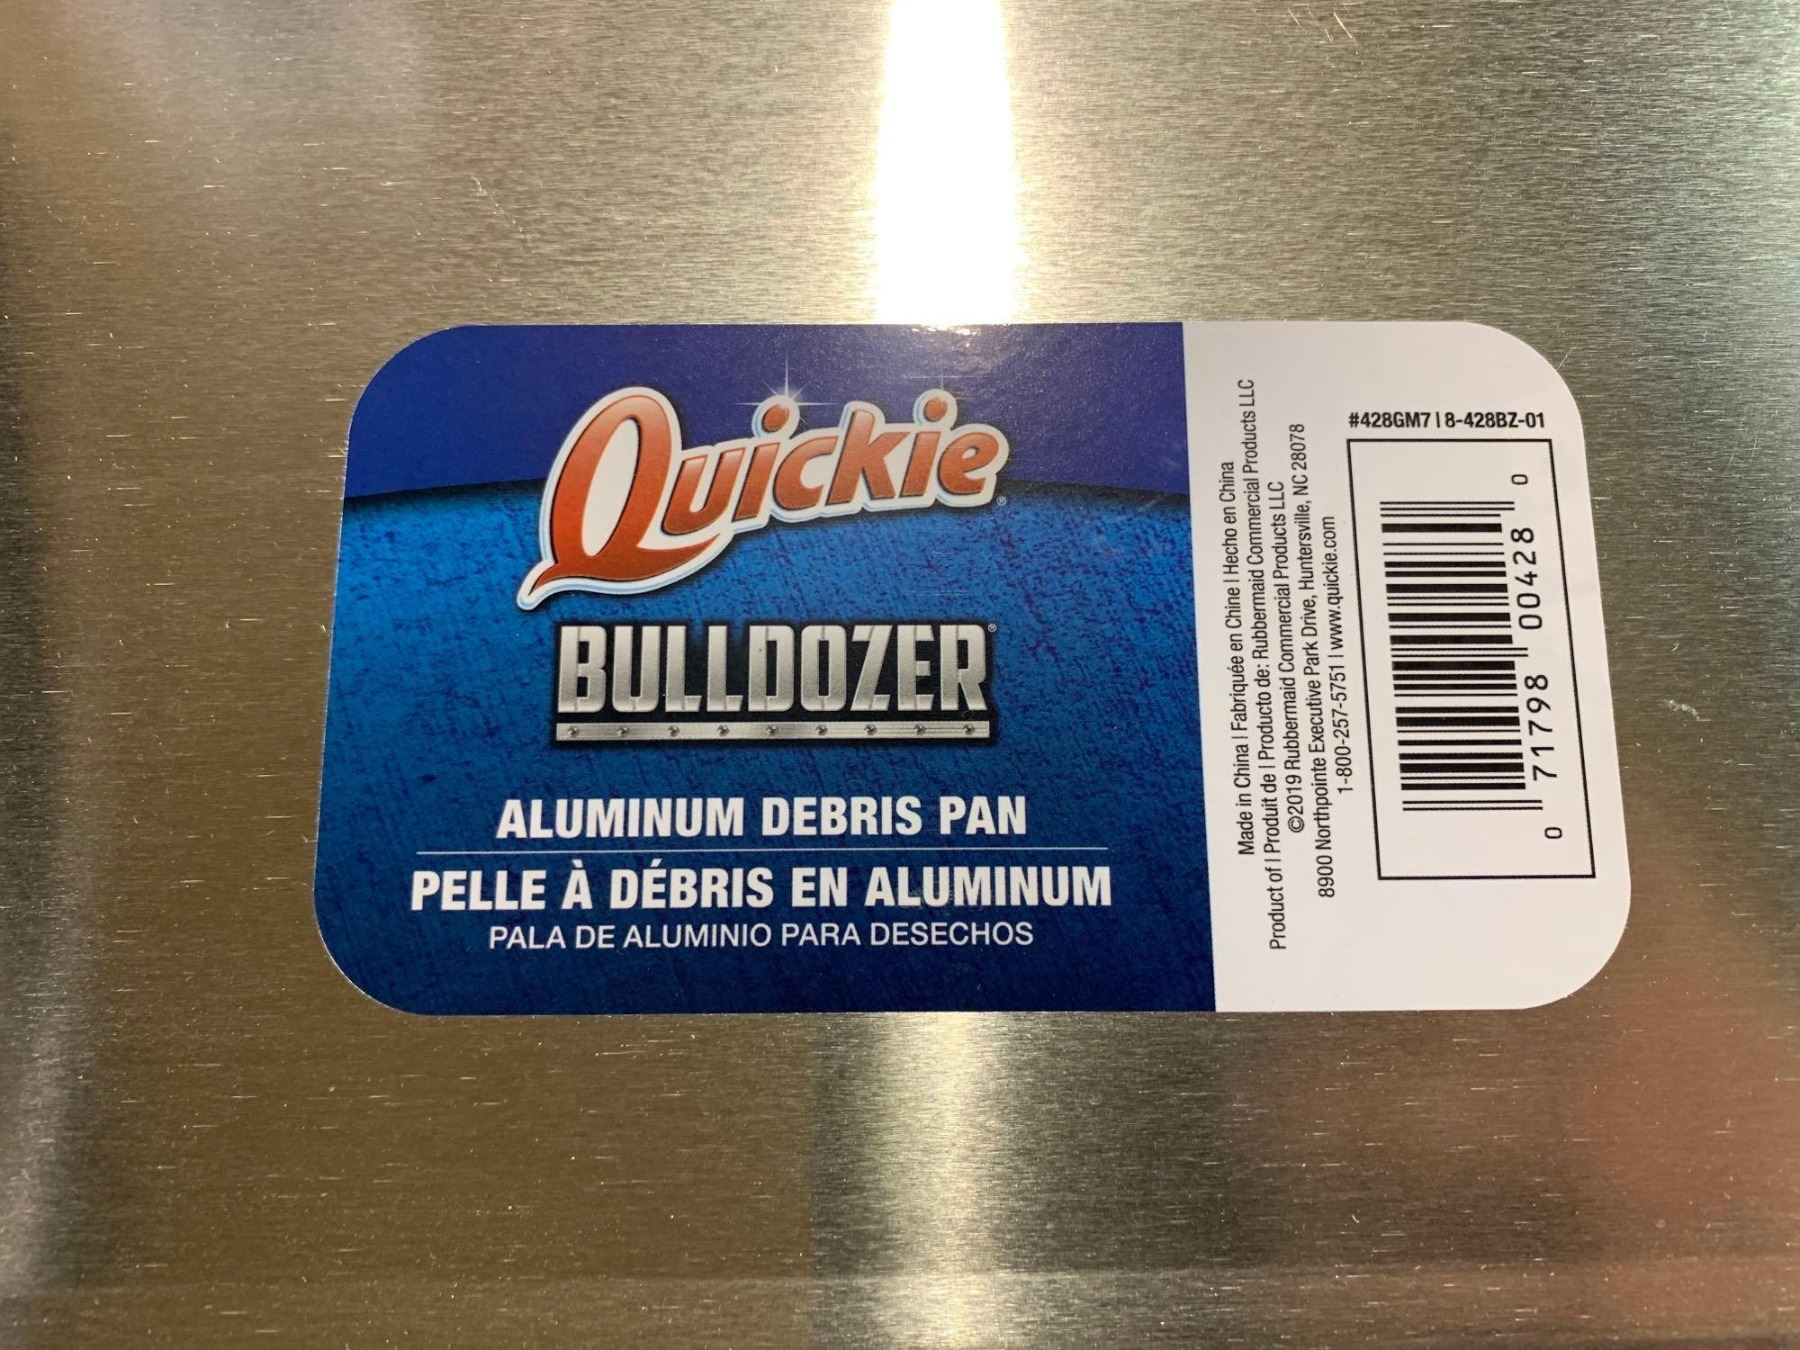 Quickie®
BULLDOZER®
ALUMINUM DEBRIS PAN
PELLE À DÉBRIS EN ALUMINUM
PALA DE ALUMINIO PARA DESECHOS
Made in China | Fabriquée en Chine | Hecho en China
Product of | Produit de | Producto de: Rubbermaid Commercial Products LLC
©2019 Rubbermaid Commercial Products LLC
8900 Northpointe Executive Park Drive, Huntersville, NC 28078
1-800-257-5751 | www.quickie.com
#428GM7 | 8-428BZ-01
0 71798 00428 0